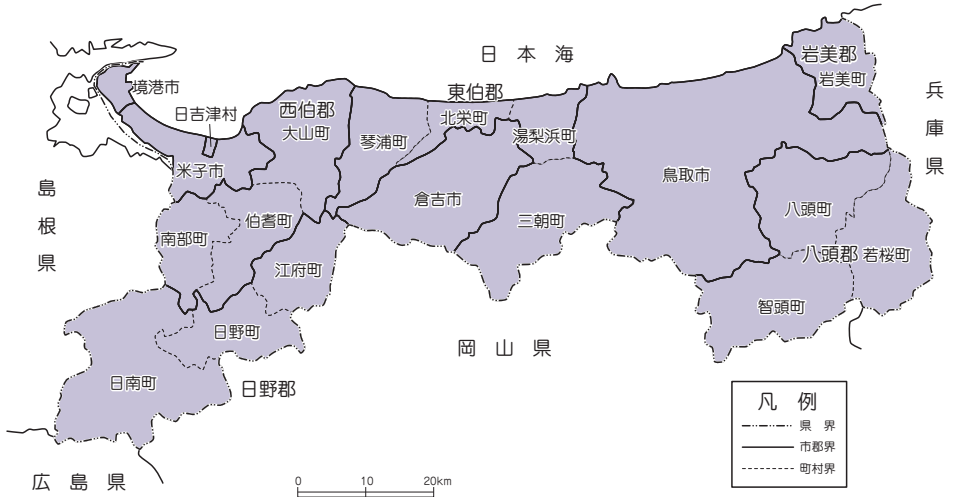 日本海
岩美郡
岩美町
兵庫県
境港市
日吉津村
西伯郡
大山町
東伯郡
北栄町
琴浦町
湯梨浜町
米子市
鳥取市
島根県
倉吉市
三朝町
八頭町
伯耆町
南部町
八頭郡
若桜町
江府町
智頭町
日野町
岡山県
日南町
日野郡
広島県
凡例
県界
市郡界
町村界
0 10 20km